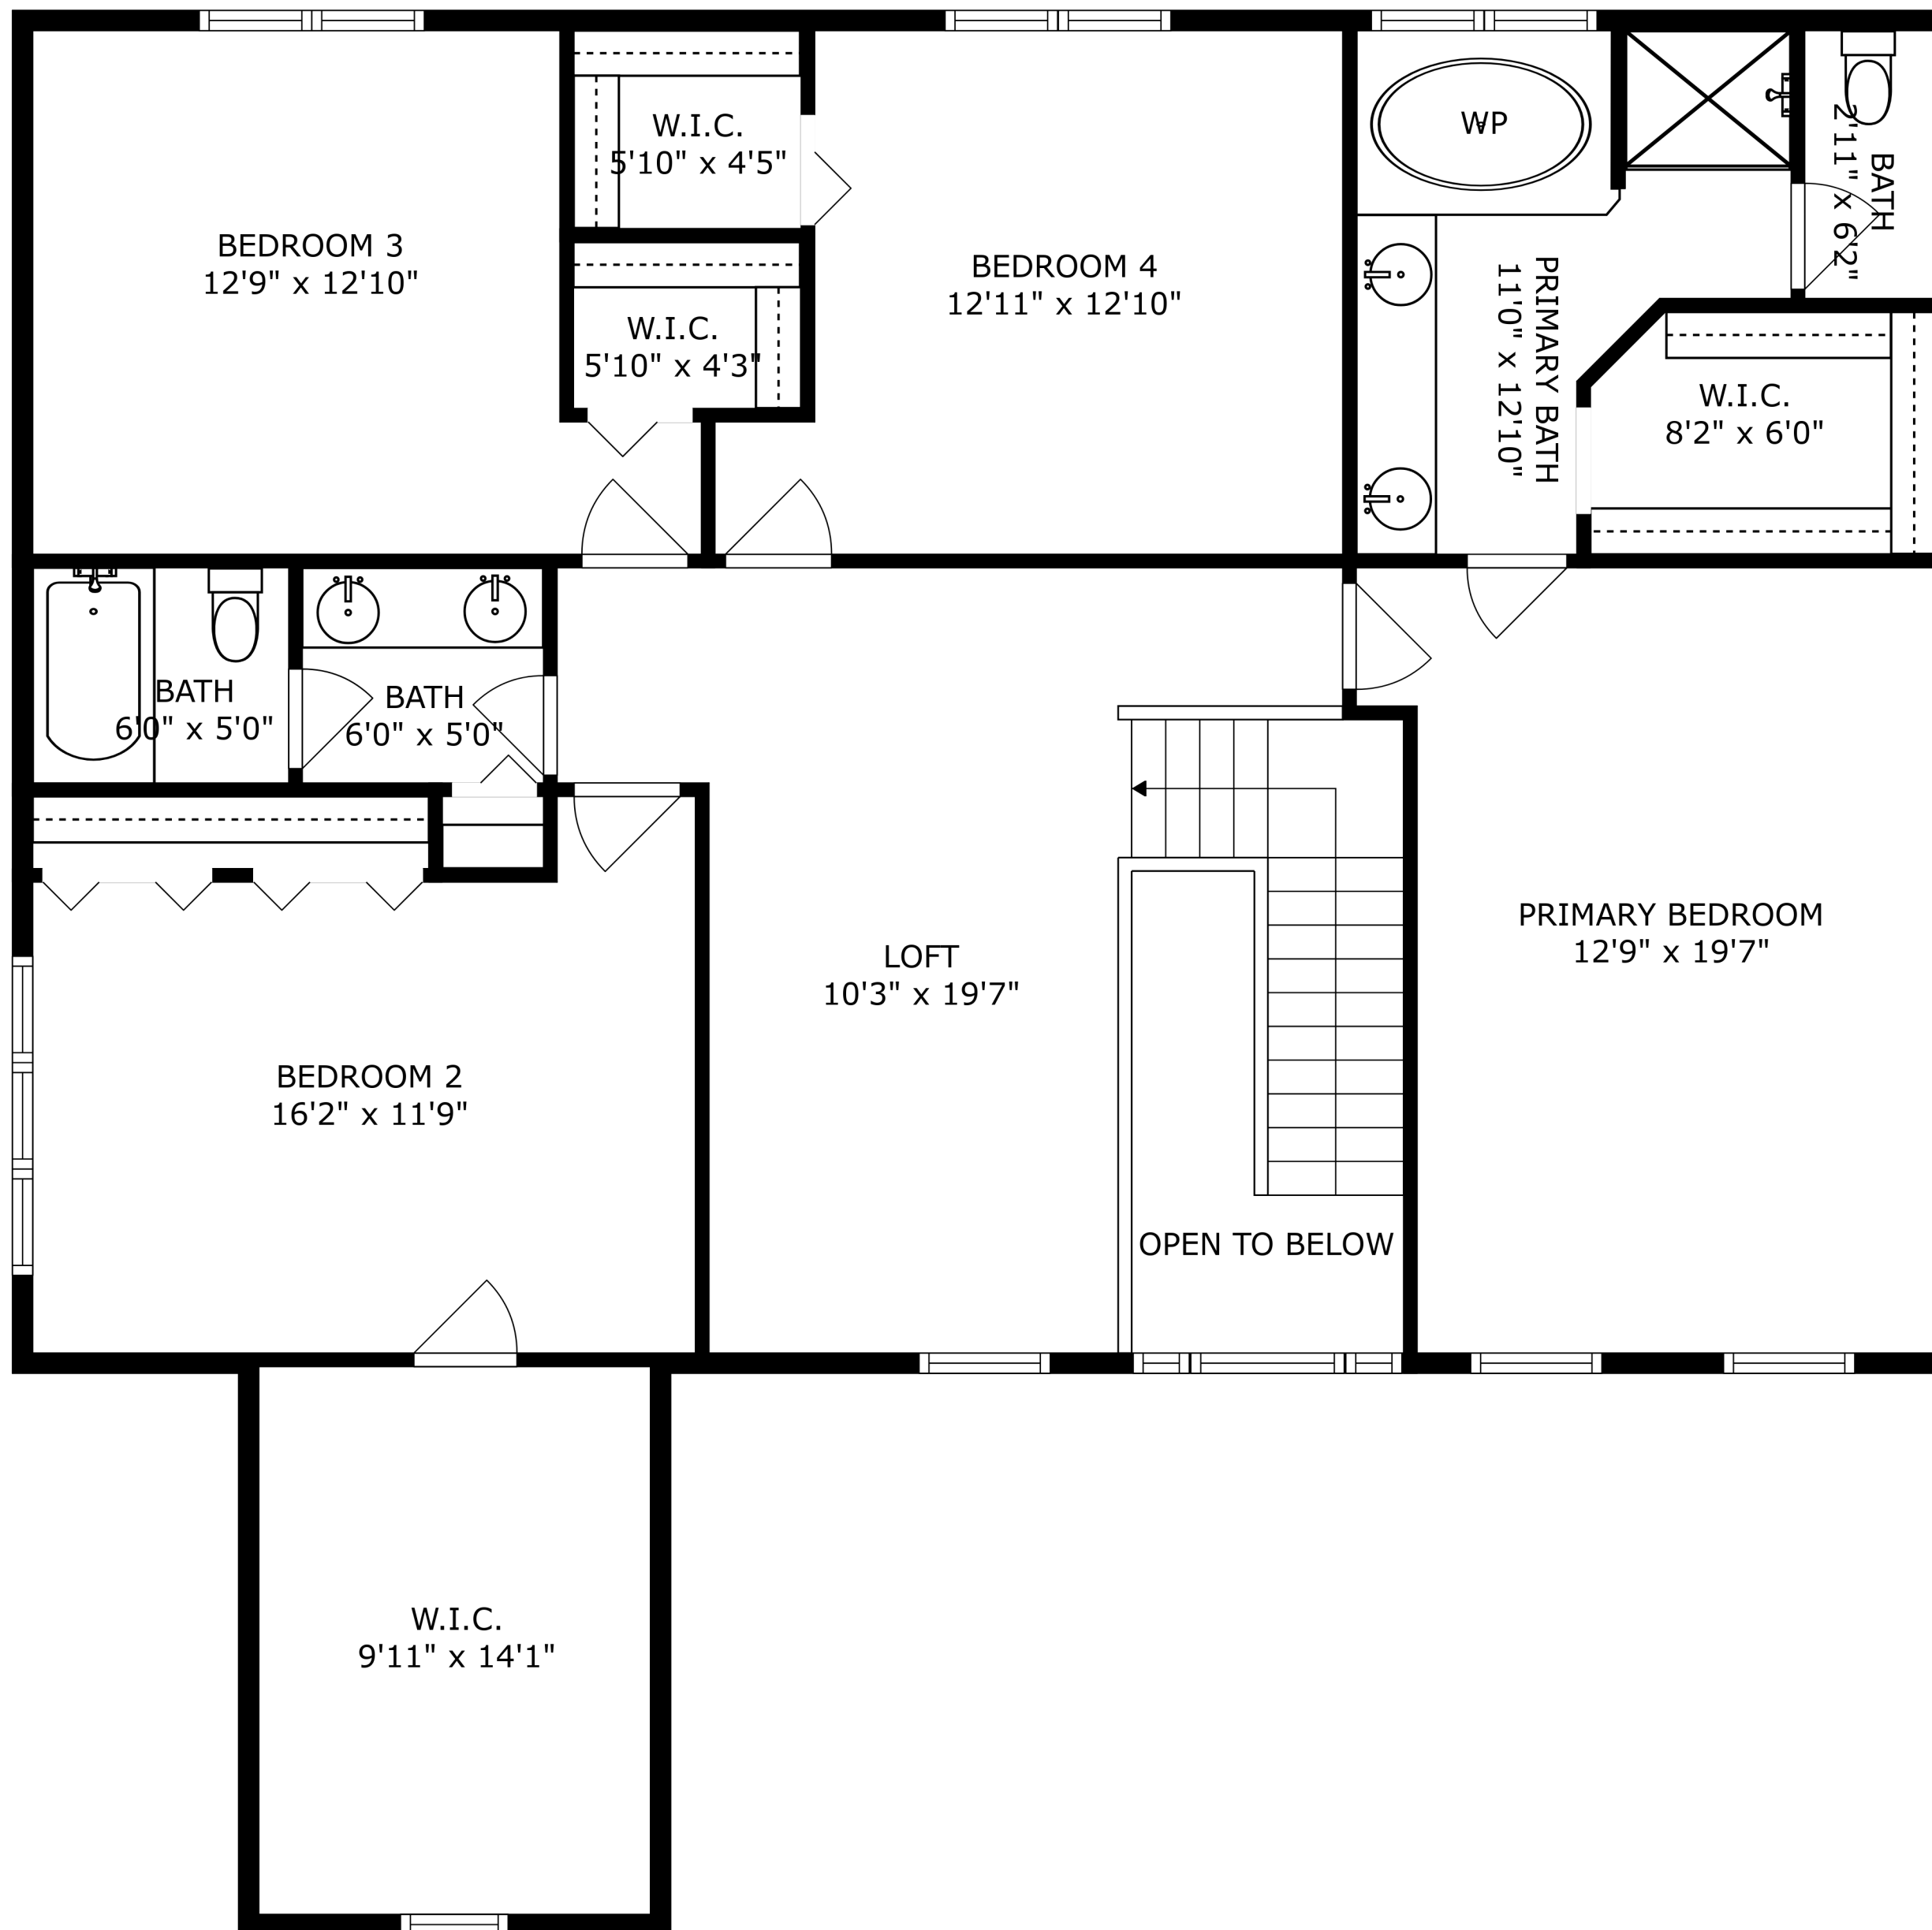 W.I.C.
5'10" x 4'5"
WP
BATH
2'11" x 6'2"
BEDROOM 3
12'9" x 12'10"
BEDROOM 4
12'11" x 12'10"
PRIMARY BATH
11'0" x 12'10"
W.I.C.
5'10" x 4'3"
W.I.C.
8'2" x 6'0"
BATH
6'0" x 5'0"
BATH
6'0" x 5'0"
PRIMARY BEDROOM
12'9" x 19'7"
LOFT
10'3" x 19'7"
BEDROOM 2
16'2" x 11'9"
OPEN TO BELOW
W.I.C.
9'11" x 14'1"